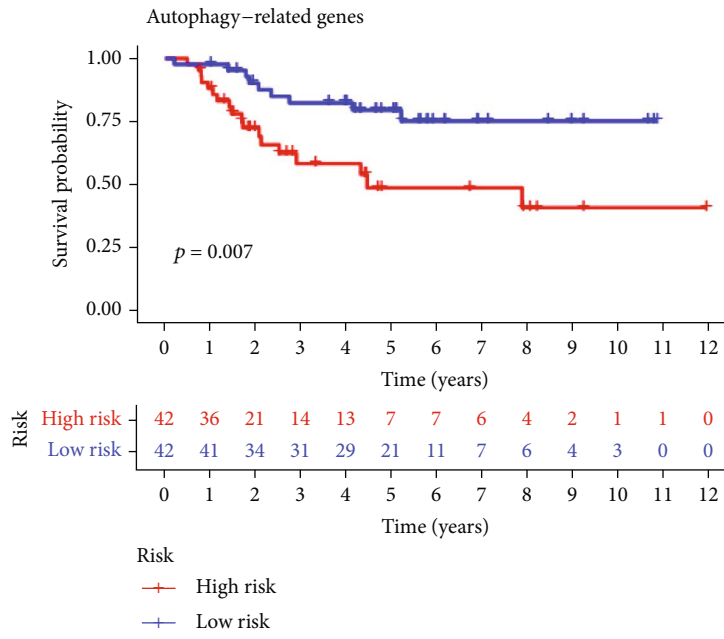 Autophagy−related genes
Survival probability
1.00
0.75
0.50
0.25
0.00
p = 0.007
0 1 2 3 4 5 6 7 8 9 10 11 12
Time (years)
Risk
High risk 42 36 21 14 13 7 7 6 4 2 1 1 0
Low risk 42 41 34 31 29 21 11 7 6 4 3 0 0
0 1 2 3 4 5 6 7 8 9 10 11 12
Time (years)
Risk
High risk
Low risk